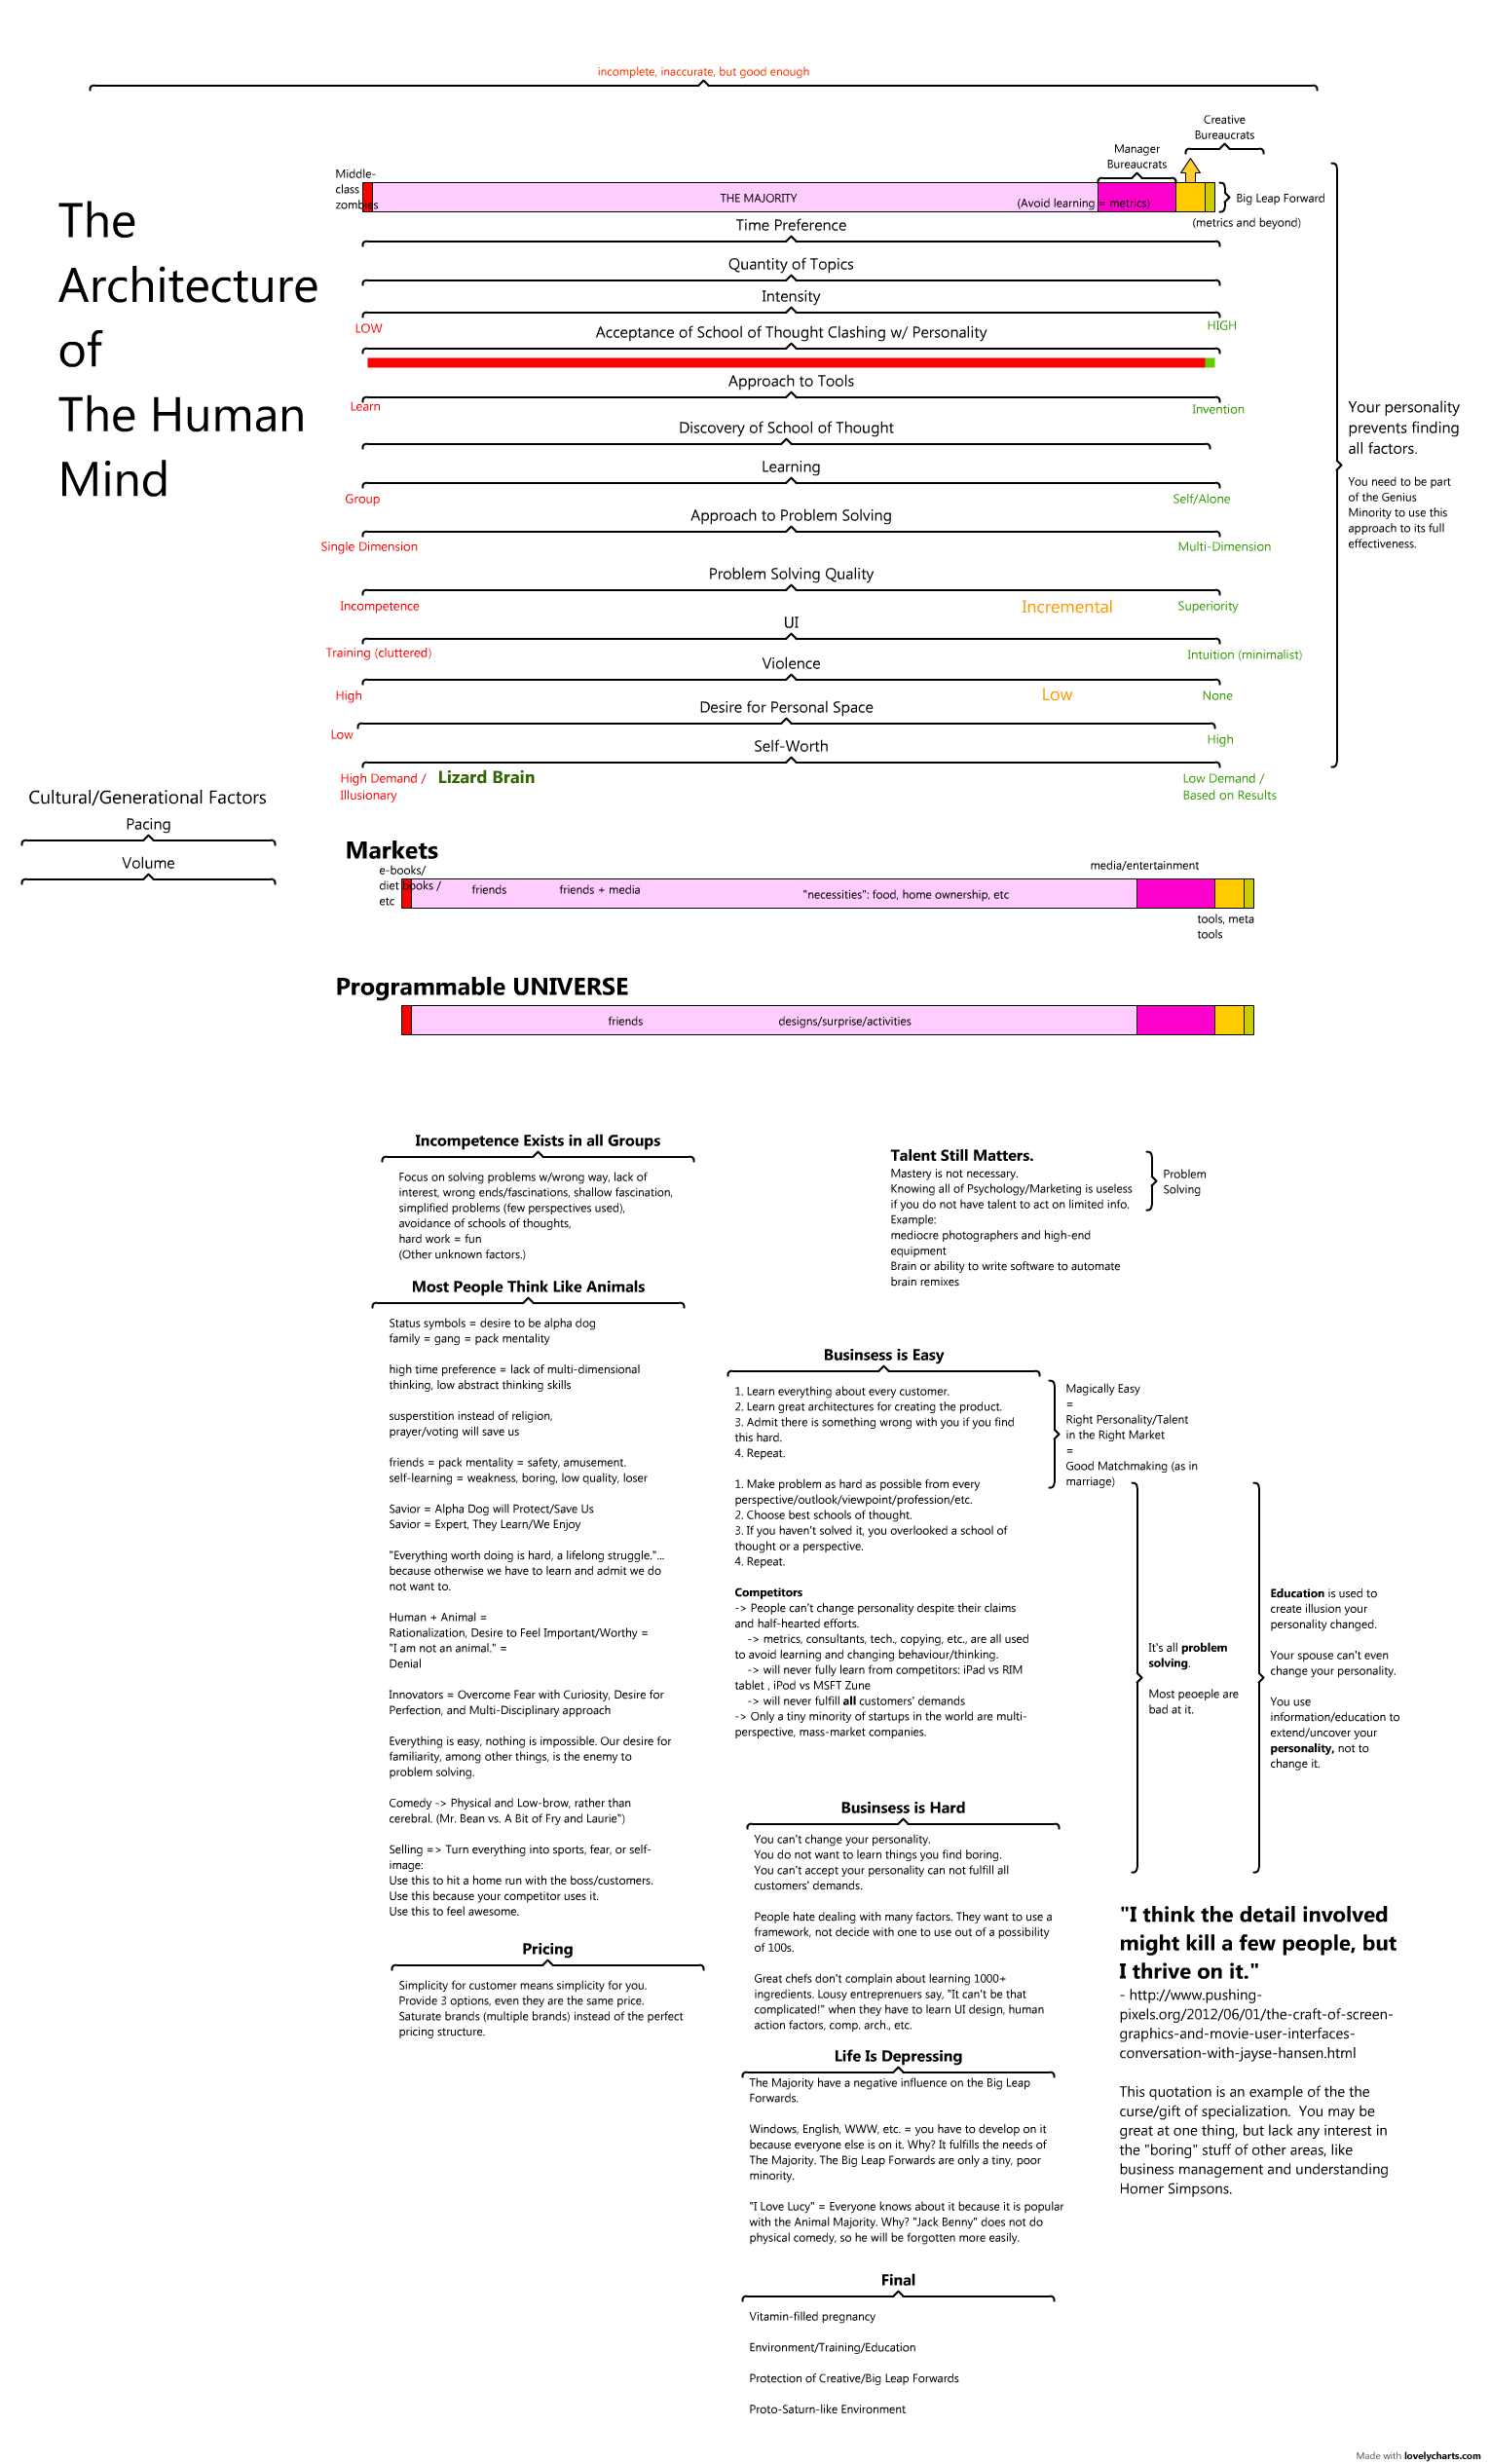 incomplete, inaccurate, but good enough
Creative
Bureaucrats
Manager
Bureaucrats
Middle-
class
zombies
THE MAJORITY
(Avoid learning = metrics)
Big Leap Forward
(metrics and beyond)
The
Architecture
of
The Human
Mind
Time Preference
Quantity of Topics
Intensity
LOW
HIGH
Acceptance of School of Thought Clashing w/ Personality
Approach to Tools
Learn
Invention
Discovery of School of Thought
Learning
Group
Self/Alone
Approach to Problem Solving
Single Dimension
Multi-Dimension
Problem Solving Quality
Incompetence
Incremental
Superiority
UI
Training (cluttered)
Intuition (minimalist)
Violence
High
Low
None
Desire for Personal Space
Low
High
Self-Worth
High Demand /
Illusionary
Lizard Brain
Low Demand /
Based on Results
Your personality
prevents finding
all factors.
You need to be part
of the Genius
Minority to use this
approach to its full
effectiveness.
Cultural/Generational Factors
Pacing
Volume
Markets
e-books/
diet books /
etc
friends
friends + media
"necessities": food, home ownership, etc
media/entertainment
tools, meta
tools
Programmable UNIVERSE
friends
designs/surprise/activities
Incompetence Exists in all Groups
Focus on solving problems w/wrong way, lack of
interest, wrong ends/fascinations, shallow fascination,
simplified problems (few perspectives used),
avoidance of schools of thoughts,
hard work = fun
(Other unknown factors.)
Talent Still Matters.
Mastery is not necessary.
Knowing all of Psychology/Marketing is useless
if you do not have talent to act on limited info.
Example:
mediocre photographers and high-end
equipment
Brain or ability to write software to automate
brain remixes
Problem
Solving
Most People Think Like Animals
Status symbols = desire to be alpha dog
family = gang = pack mentality
high time preference = lack of multi-dimensional
thinking, low abstract thinking skills
susperstition instead of religion,
prayer/voting will save us
friends = pack mentality = safety, amusement.
self-learning = weakness, boring, low quality, loser
Savior = Alpha Dog will Protect/Save Us
Savior = Expert, They Learn/We Enjoy
"Everything worth doing is hard, a lifelong struggle."...
because otherwise we have to learn and admit we do
not want to.
Human + Animal =
Rationalization, Desire to Feel Important/Worthy =
"I am not an animal." =
Denial
Innovators = Overcome Fear with Curiosity, Desire for
Perfection, and Multi-Disciplinary approach
Everything is easy, nothing is impossible. Our desire for
familiarity, among other things, is the enemy to
problem solving.
Comedy -> Physical and Low-brow, rather than
cerebral. (Mr. Bean vs. A Bit of Fry and Laurie")
Selling => Turn everything into sports, fear, or self-
image:
Use this to hit a home run with the boss/customers.
Use this because your competitor uses it.
Use this to feel awesome.
Pricing
Simplicity for customer means simplicity for you.
Provide 3 options, even they are the same price.
Saturate brands (multiple brands) instead of the perfect
pricing structure.
Businsess is Easy
1. Learn everything about every customer.
2. Learn great architectures for creating the product.
3. Admit there is something wrong with you if you find
this hard.
4. Repeat.
1. Make problem as hard as possible from every
perspective/outlook/viewpoint/profession/etc.
2. Choose best schools of thought.
3. If you haven't solved it, you overlooked a school of
thought or a perspective.
4. Repeat.
Competitors
-> People can't change personality despite their claims
and half-hearted efforts.
-> metrics, consultants, tech., copying, etc., are all used
to avoid learning and changing behaviour/thinking.
-> will never fully learn from competitors: iPad vs RIM
tablet , iPod vs MSFT Zune
-> will never fulfill all customers' demands
-> Only a tiny minority of startups in the world are multi-
perspective, mass-market companies.
Magically Easy
=
Right Personality/Talent
in the Right Market
=
Good Matchmaking (as in
marriage)
It's all problem
solving.
Most peoeple are
bad at it.
Education is used to
create illusion your
personality changed.
Your spouse can't even
change your personality.
You use
information/education to
extend/uncover your
personality, not to
change it.
Businsess is Hard
You can't change your personality.
You do not want to learn things you find boring.
You can't accept your personality can not fulfill all
customers' demands.
People hate dealing with many factors. They want to use a
framework, not decide with one to use out of a possibility
of 100s.
Great chefs don't complain about learning 1000+
ingredients. Lousy entreprenuers say, "It can't be that
complicated!" when they have to learn UI design, human
action factors, comp. arch., etc.
Life Is Depressing
The Majority have a negative influence on the Big Leap
Forwards.
Windows, English, WWW, etc. = you have to develop on it
because everyone else is on it. Why? It fulfills the needs of
The Majority. The Big Leap Forwards are only a tiny, poor
minority.
"I Love Lucy" = Everyone knows about it because it is popular
with the Animal Majority. Why? "Jack Benny" does not do
physical comedy, so he will be forgotten more easily.
Final
Vitamin-filled pregnancy
Environment/Training/Education
Protection of Creative/Big Leap Forwards
Proto-Saturn-like Environment
"I think the detail involved
might kill a few people, but
I thrive on it."
- http://www.pushing-
pixels.org/2012/06/01/the-craft-of-screen-
graphics-and-movie-user-interfaces-
conversation-with-jayse-hansen.html
This quotation is an example of the the
curse/gift of specialization. You may be
great at one thing, but lack any interest in
the "boring" stuff of other areas, like
business management and understanding
Homer Simpsons.
Made with lovelycharts.com